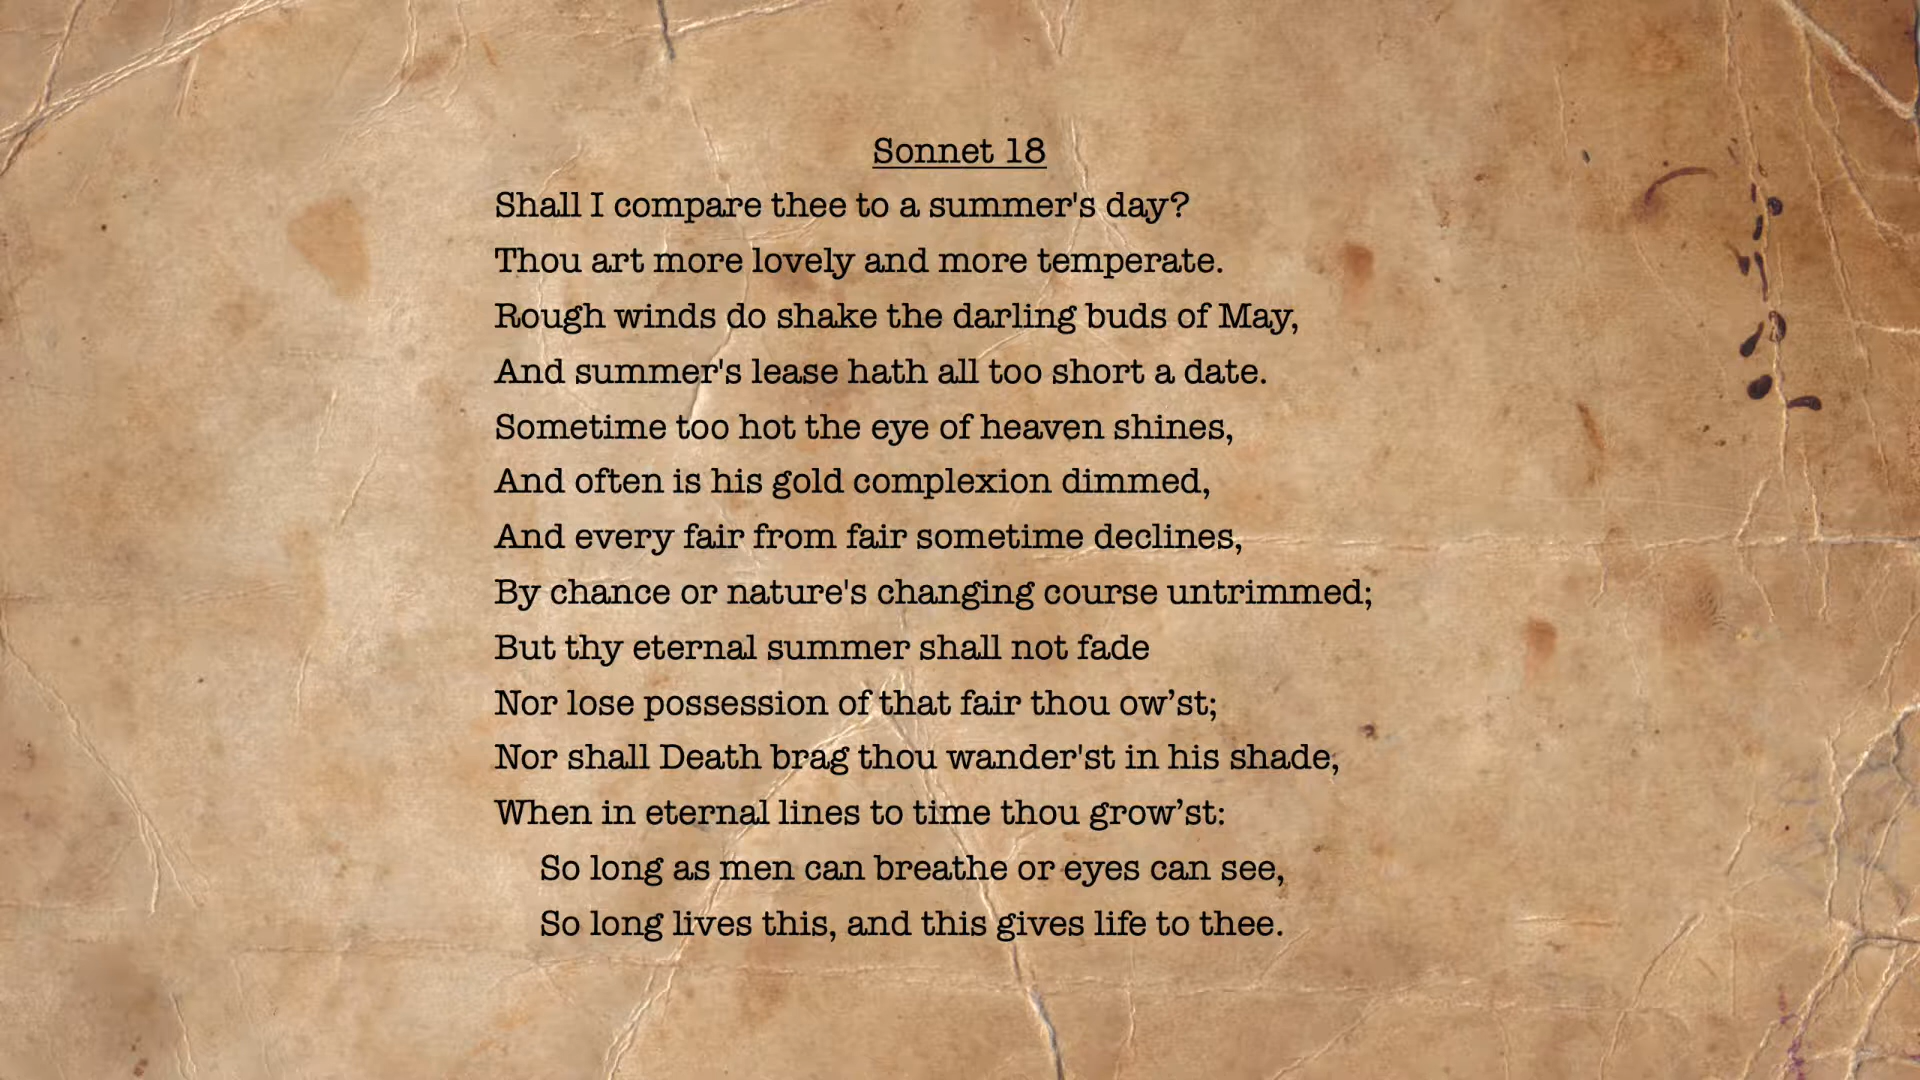 Sonnet 18
Shall I compare thee to a summer's day?
Thou art more lovely and more temperate.
Rough winds do shake the darling buds of May,
And summer's lease hath all too short a date.
Sometime too hot the eye of heaven shines,
And often is his gold complexion dimmed,
And every fair from fair sometime declines,
By chance or nature's changing course untrimmed;
But thy eternal summer shall not fade
Nor lose possession of that fair thou ow’st;
Nor shall Death brag thou wander'st in his shade,
When in eternal lines to time thou grow’st:
So long as men can breathe or eyes can see,
So long lives this, and this gives life to thee.